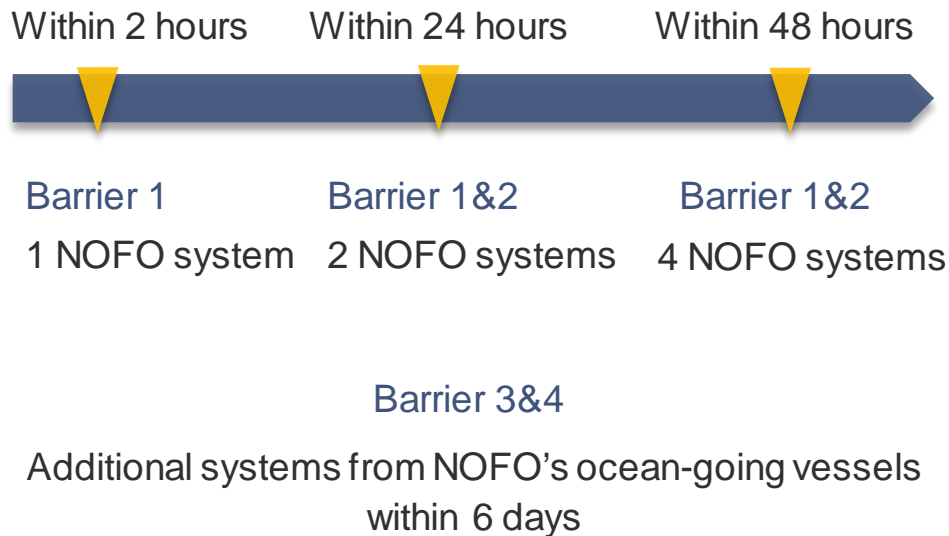 Within 2 hours Within 24 hours Within 48 hours
Barrier 1 Barrier 1&2 Barrier 1&2
1 NOFO system 2 NOFO systems 4 NOFO systems
Barrier 3&4
Additional systems from NOFO’s ocean-going vessels
within 6 days